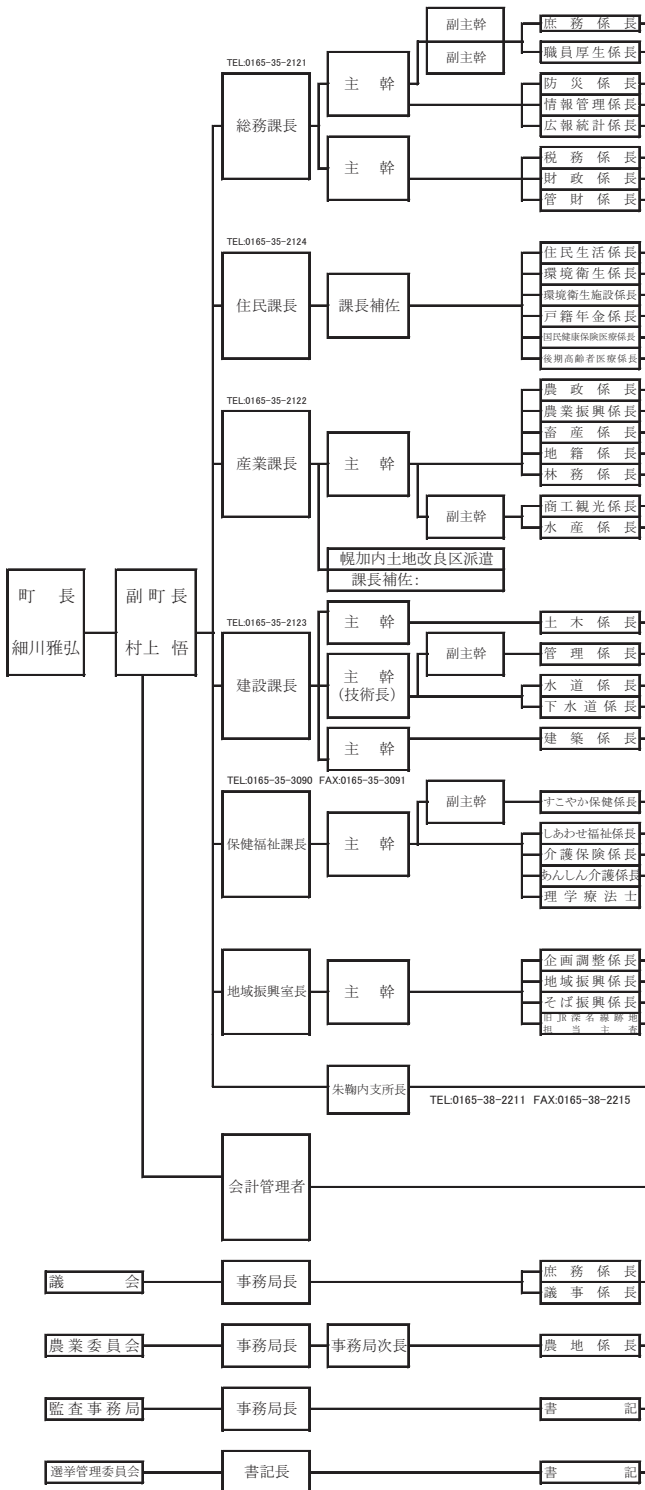 町　長
細川雅弘
副町長
村上　悟
TEL:0165-35-2121
総務課長
主　幹
副主幹
副主幹
庶務係長
職員厚生係長
防災係長
情報管理係長
広報統計係長
主　幹
税務係長
財政係長
管財係長
TEL:0165-35-2124
住民課長
課長補佐
住民生活係長
環境衛生係長
環境衛生施設係長
戸籍年金係長
国民健康保険医療係長
後期高齢者医療係長
TEL:0165-35-2122
産業課長
主　幹
農政係長
農業振興係長
畜産係長
地籍係長
林務係長
副主幹
商工観光係長
水産係長
幌加内土地改良区派遣
課長補佐：
TEL:0165-35-2123
建設課長
主　幹
土木係長
主　幹
(技術長)
副主幹
管理係長
水道係長
下水道係長
主　幹
建築係長
TEL:0165-35-3090 FAX:0165-35-3091
保健福祉課長
主　幹
副主幹
すこやか保健係長
しあわせ福祉係長
介護保険係長
あんしん介護係長
理学療法士
地域振興室長
主　幹
企画調整係長
地域振興係長
そば振興係長
旧JR深名線跡地
担当主査
朱鞠内支所長
TEL:0165-38-2211 FAX:0165-38-2215
会計管理者
議会
事務局長
庶務係長
議事係長
農業委員会
事務局長
事務局次長
農地係長
監査事務局
事務局長
書記
選挙管理委員会
書記長
書記